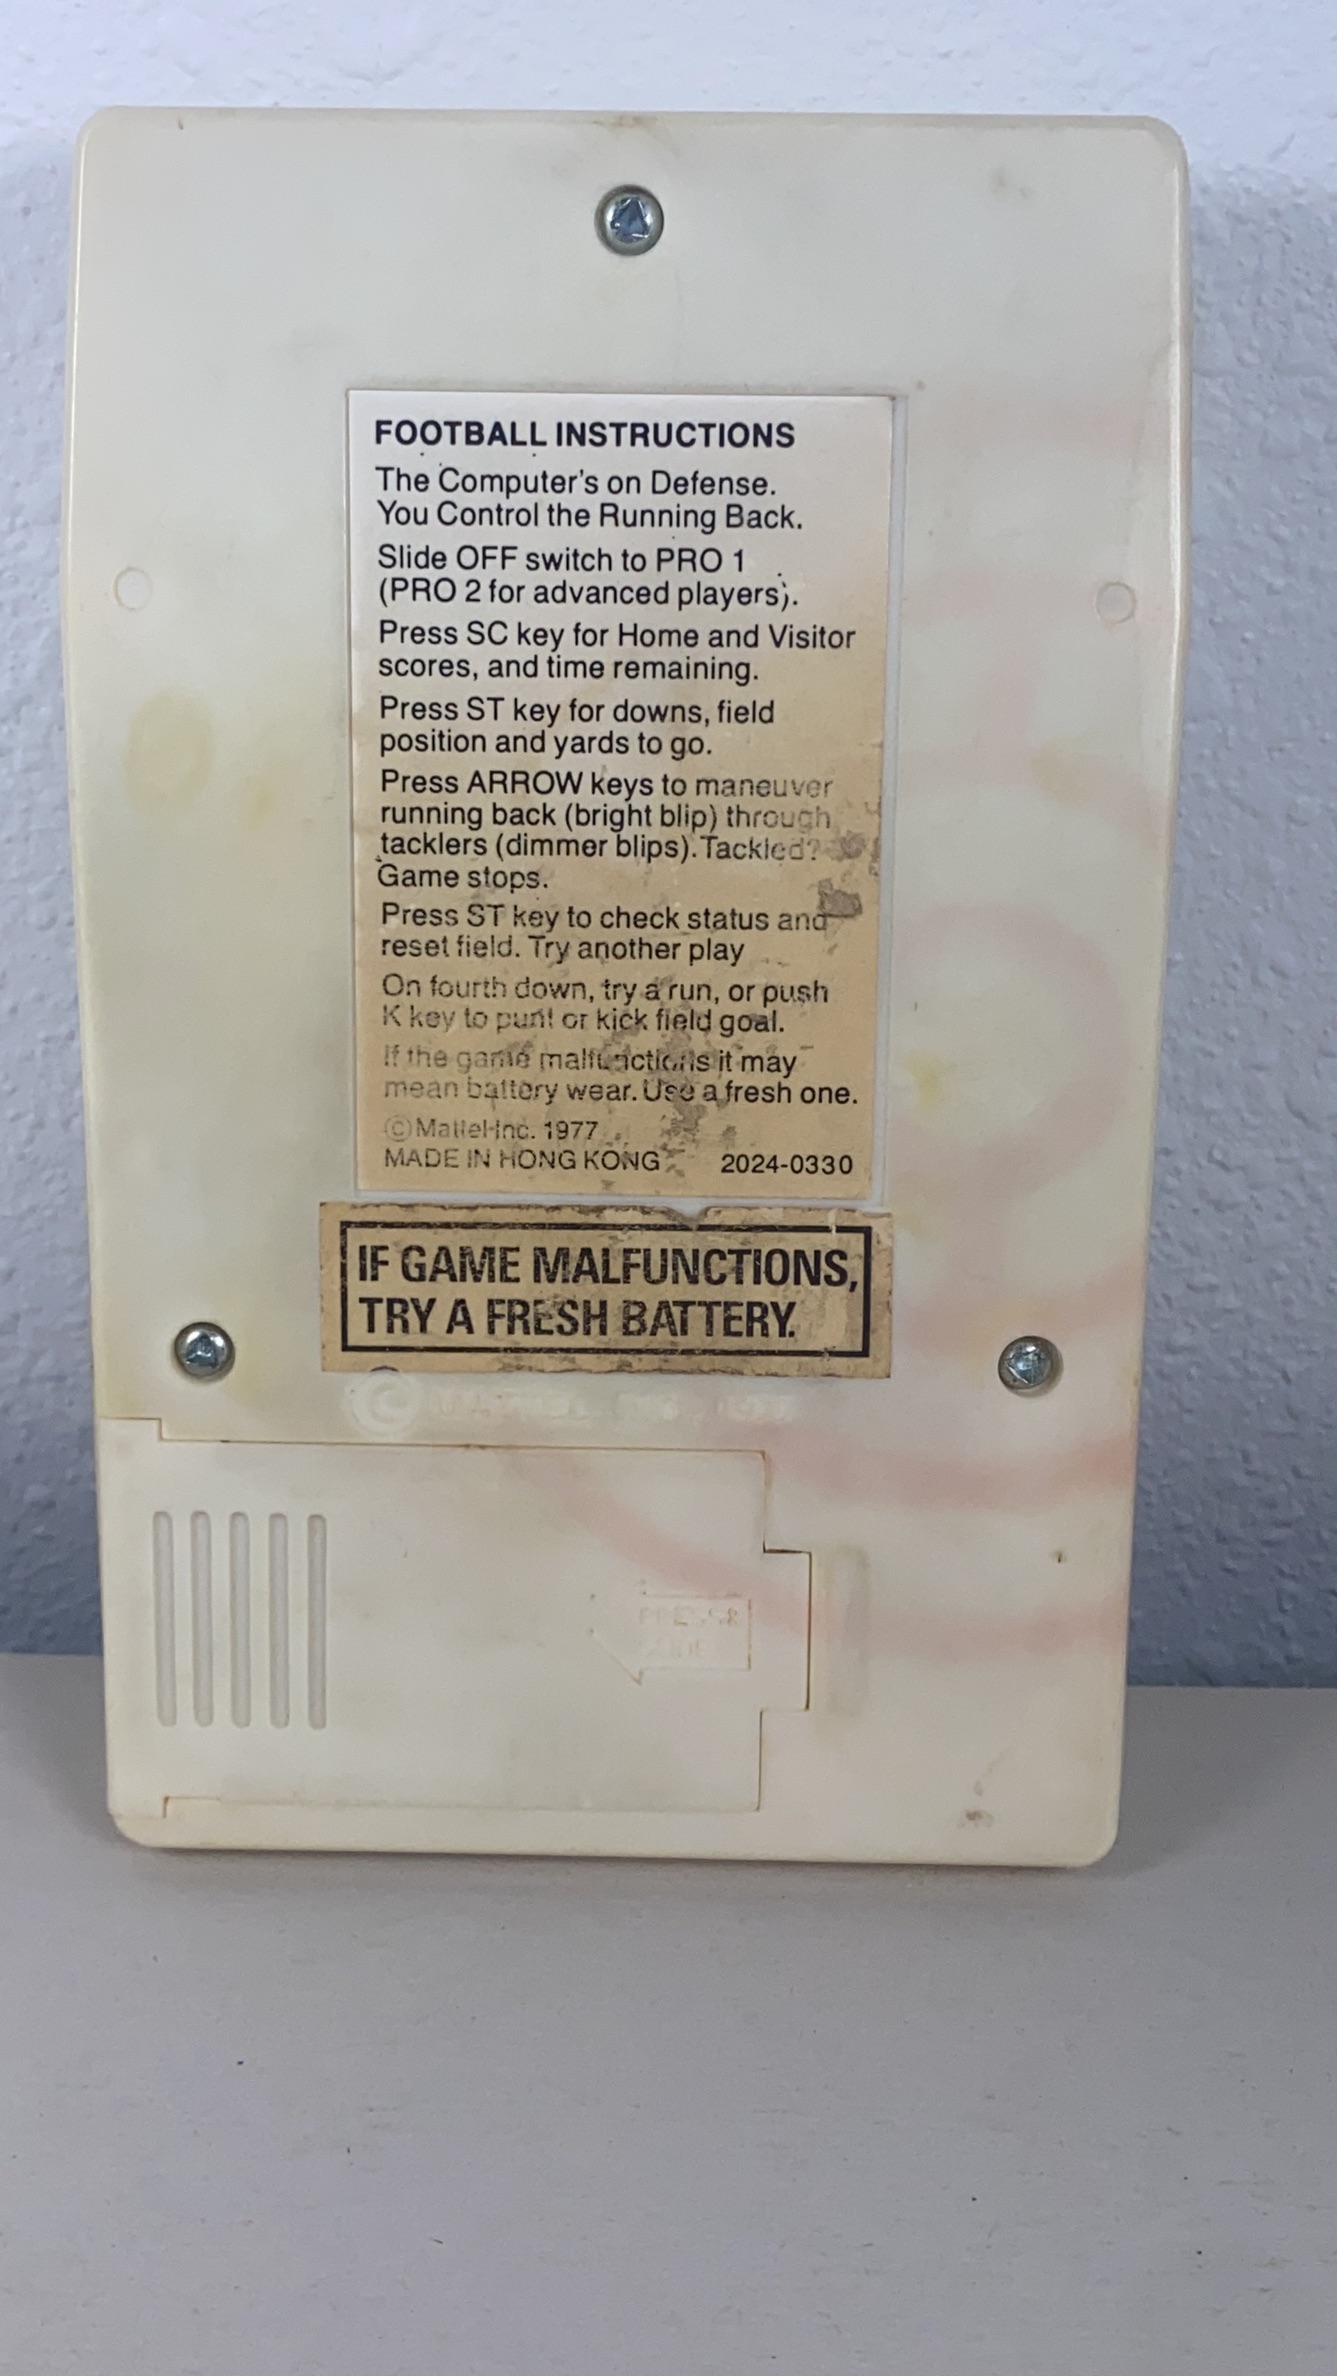 FOOTBALL INSTRUCTIONS
The Computer's on Defense.
You Control the Running Back.
Slide OFF switch to PRO 1
(PRO 2 for advanced players).
Press SC key for Home and Visitor
scores, and time remaining.
Press ST key for downs, field
position and yards to go.
Press ARROW keys to maneuver
running back (bright blip) through
tacklers (dimmer blips). Tackled?
Game stops.
Press ST key to check status and
reset field. Try another play
On fourth down, try a run, or push
K key to punt or kick field goal.
If the game malfunctions it may
mean battery wear. Use a fresh one.
©Mattel Inc. 1977
MADE IN HONG KONG 2024-0330
IF GAME MALFUNCTIONS,
TRY A FRESH BATTERY.
©